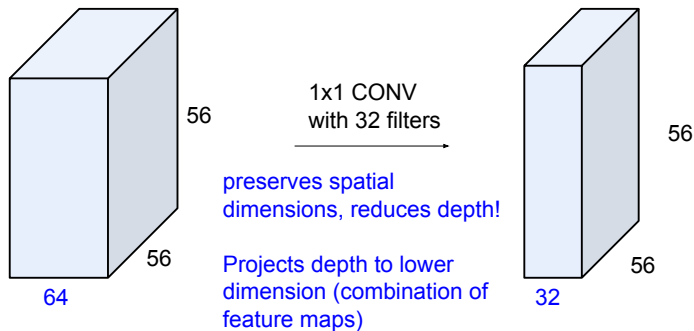 56
56
64
1x1 CONV
with 32 filters
preserves spatial
dimensions, reduces depth!
Projects depth to lower
dimension (combination of
feature maps)
56
56
32